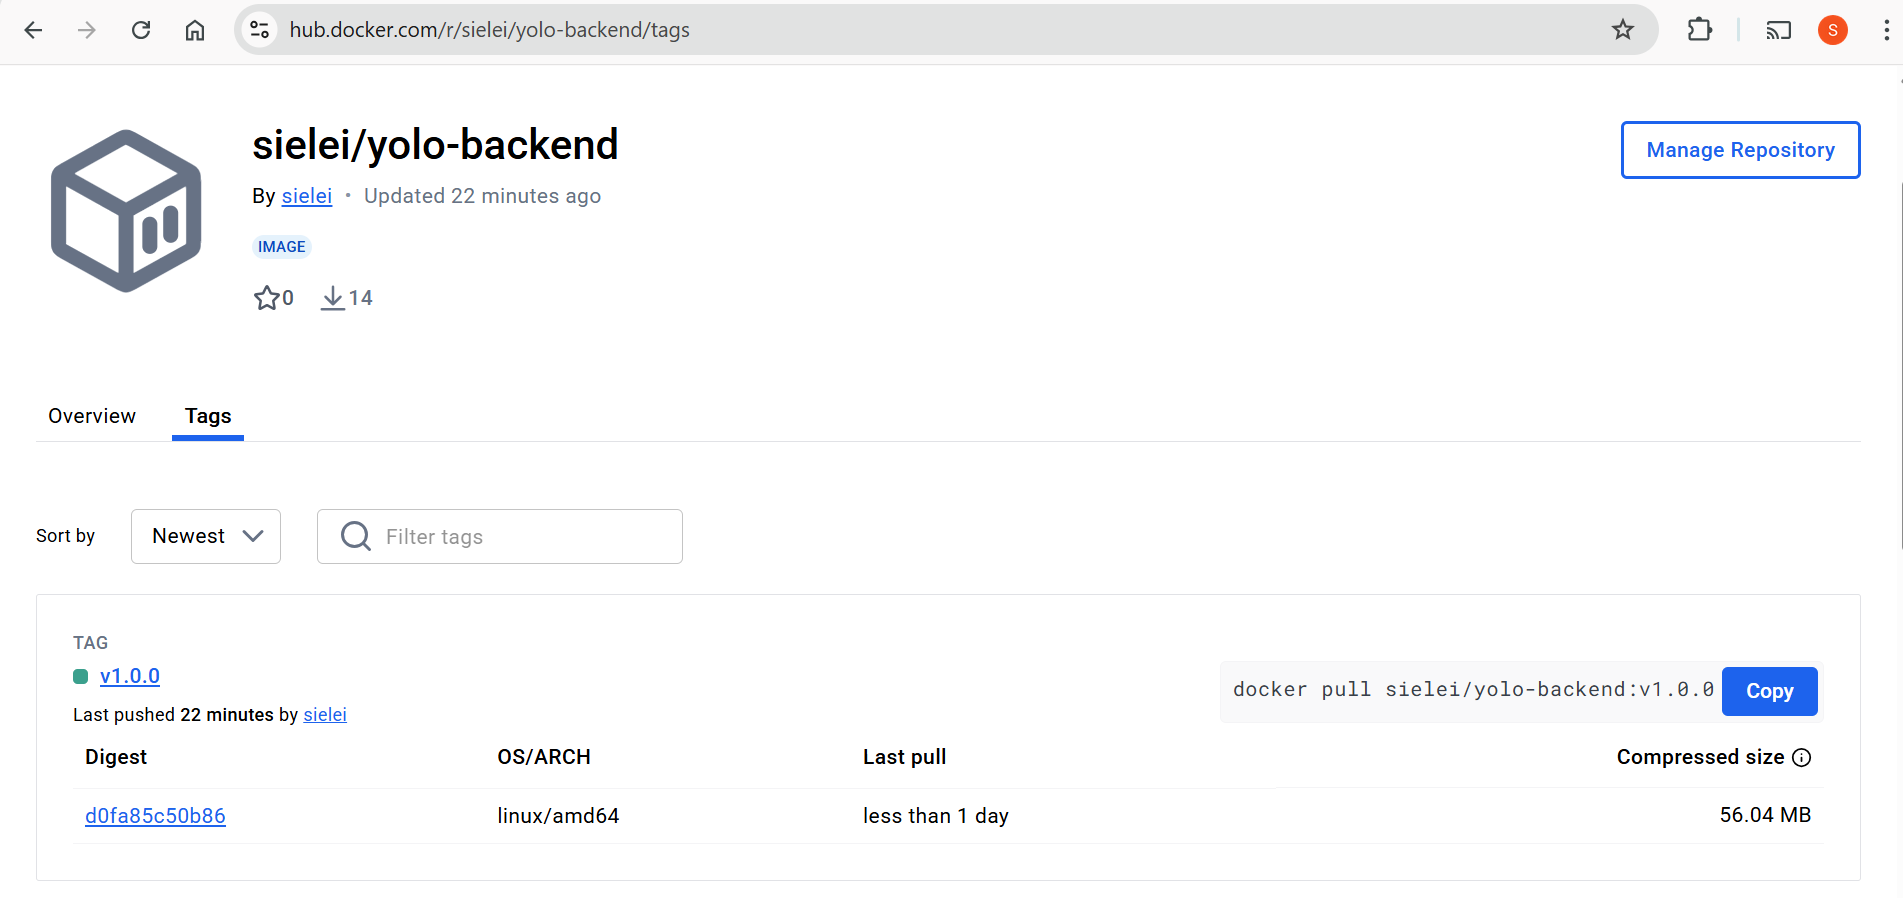 hub.docker.com/r/sielei/yolo-backend/tags
S
sielei/yolo-backend
Manage Repository
By sielei • Updated 22 minutes ago
IMAGE
0 14
Overview Tags
Sort by Newest Filter tags
TAG
v1.0.0
docker pull sielei/yolo-backend:v1.0.0 Copy
Last pushed 22 minutes by sielei
Digest OS/ARCH Last pull Compressed size
d0fa85c50b86 linux/amd64 less than 1 day 56.04 MB